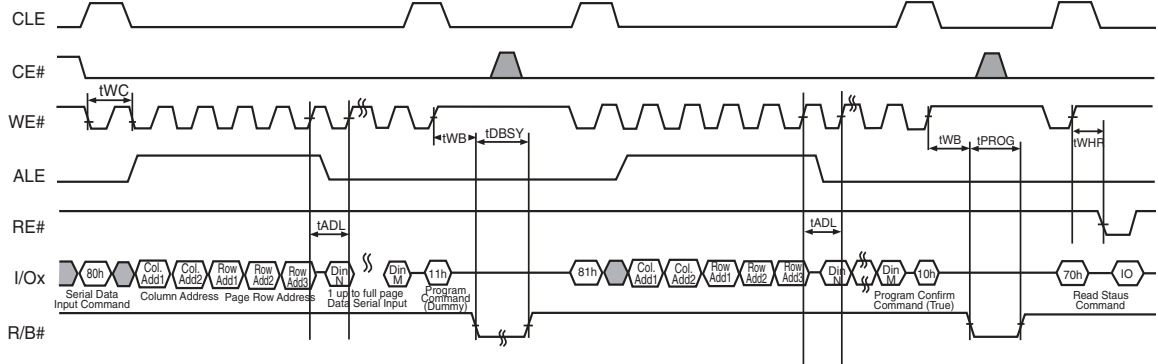 CLE
CE#
tWC
WE#
tWB
tDBSY
tWB
tPROG
tWHR
ALE
RE#
tADL
tADL
I/Ox
80h
Col. Add1
Col. Add2
Row Add1
Row Add2
Row Add3
Din N
Din M
11h
81h
Col. Add1
Col. Add2
Row Add1
Row Add2
Row Add3
Din N
Din M
10h
70h
IO
Serial Data
Input Command
Column Address
Page Row Address
1 up to full page
Data Serial Input
Program
Command
(Dummy)
Program Confirm
Command (True)
Read Staus
Command
R/B#